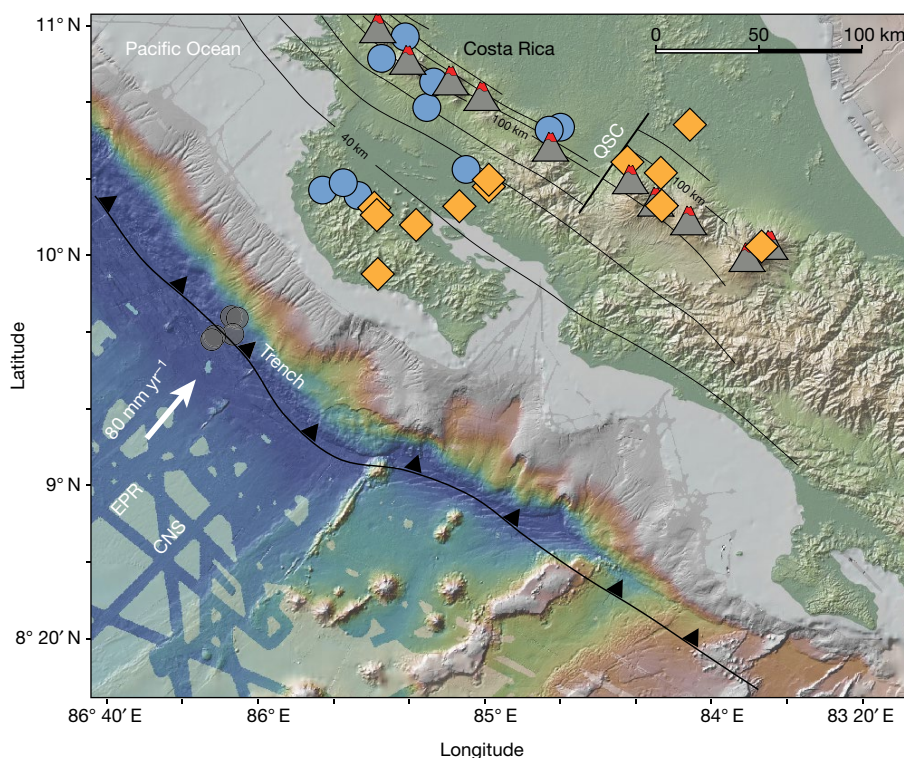 11° N
Pacific Ocean
Costa Rica
0 50 100 km
100 km
QSC
40 km
100 km
10° N
Latitude
Trench
80 mm yr⁻¹
9° N
EPR
CNS
8° 20′ N
86° 40′ E 86° E 85° E 84° E 83° 20′ E
Longitude